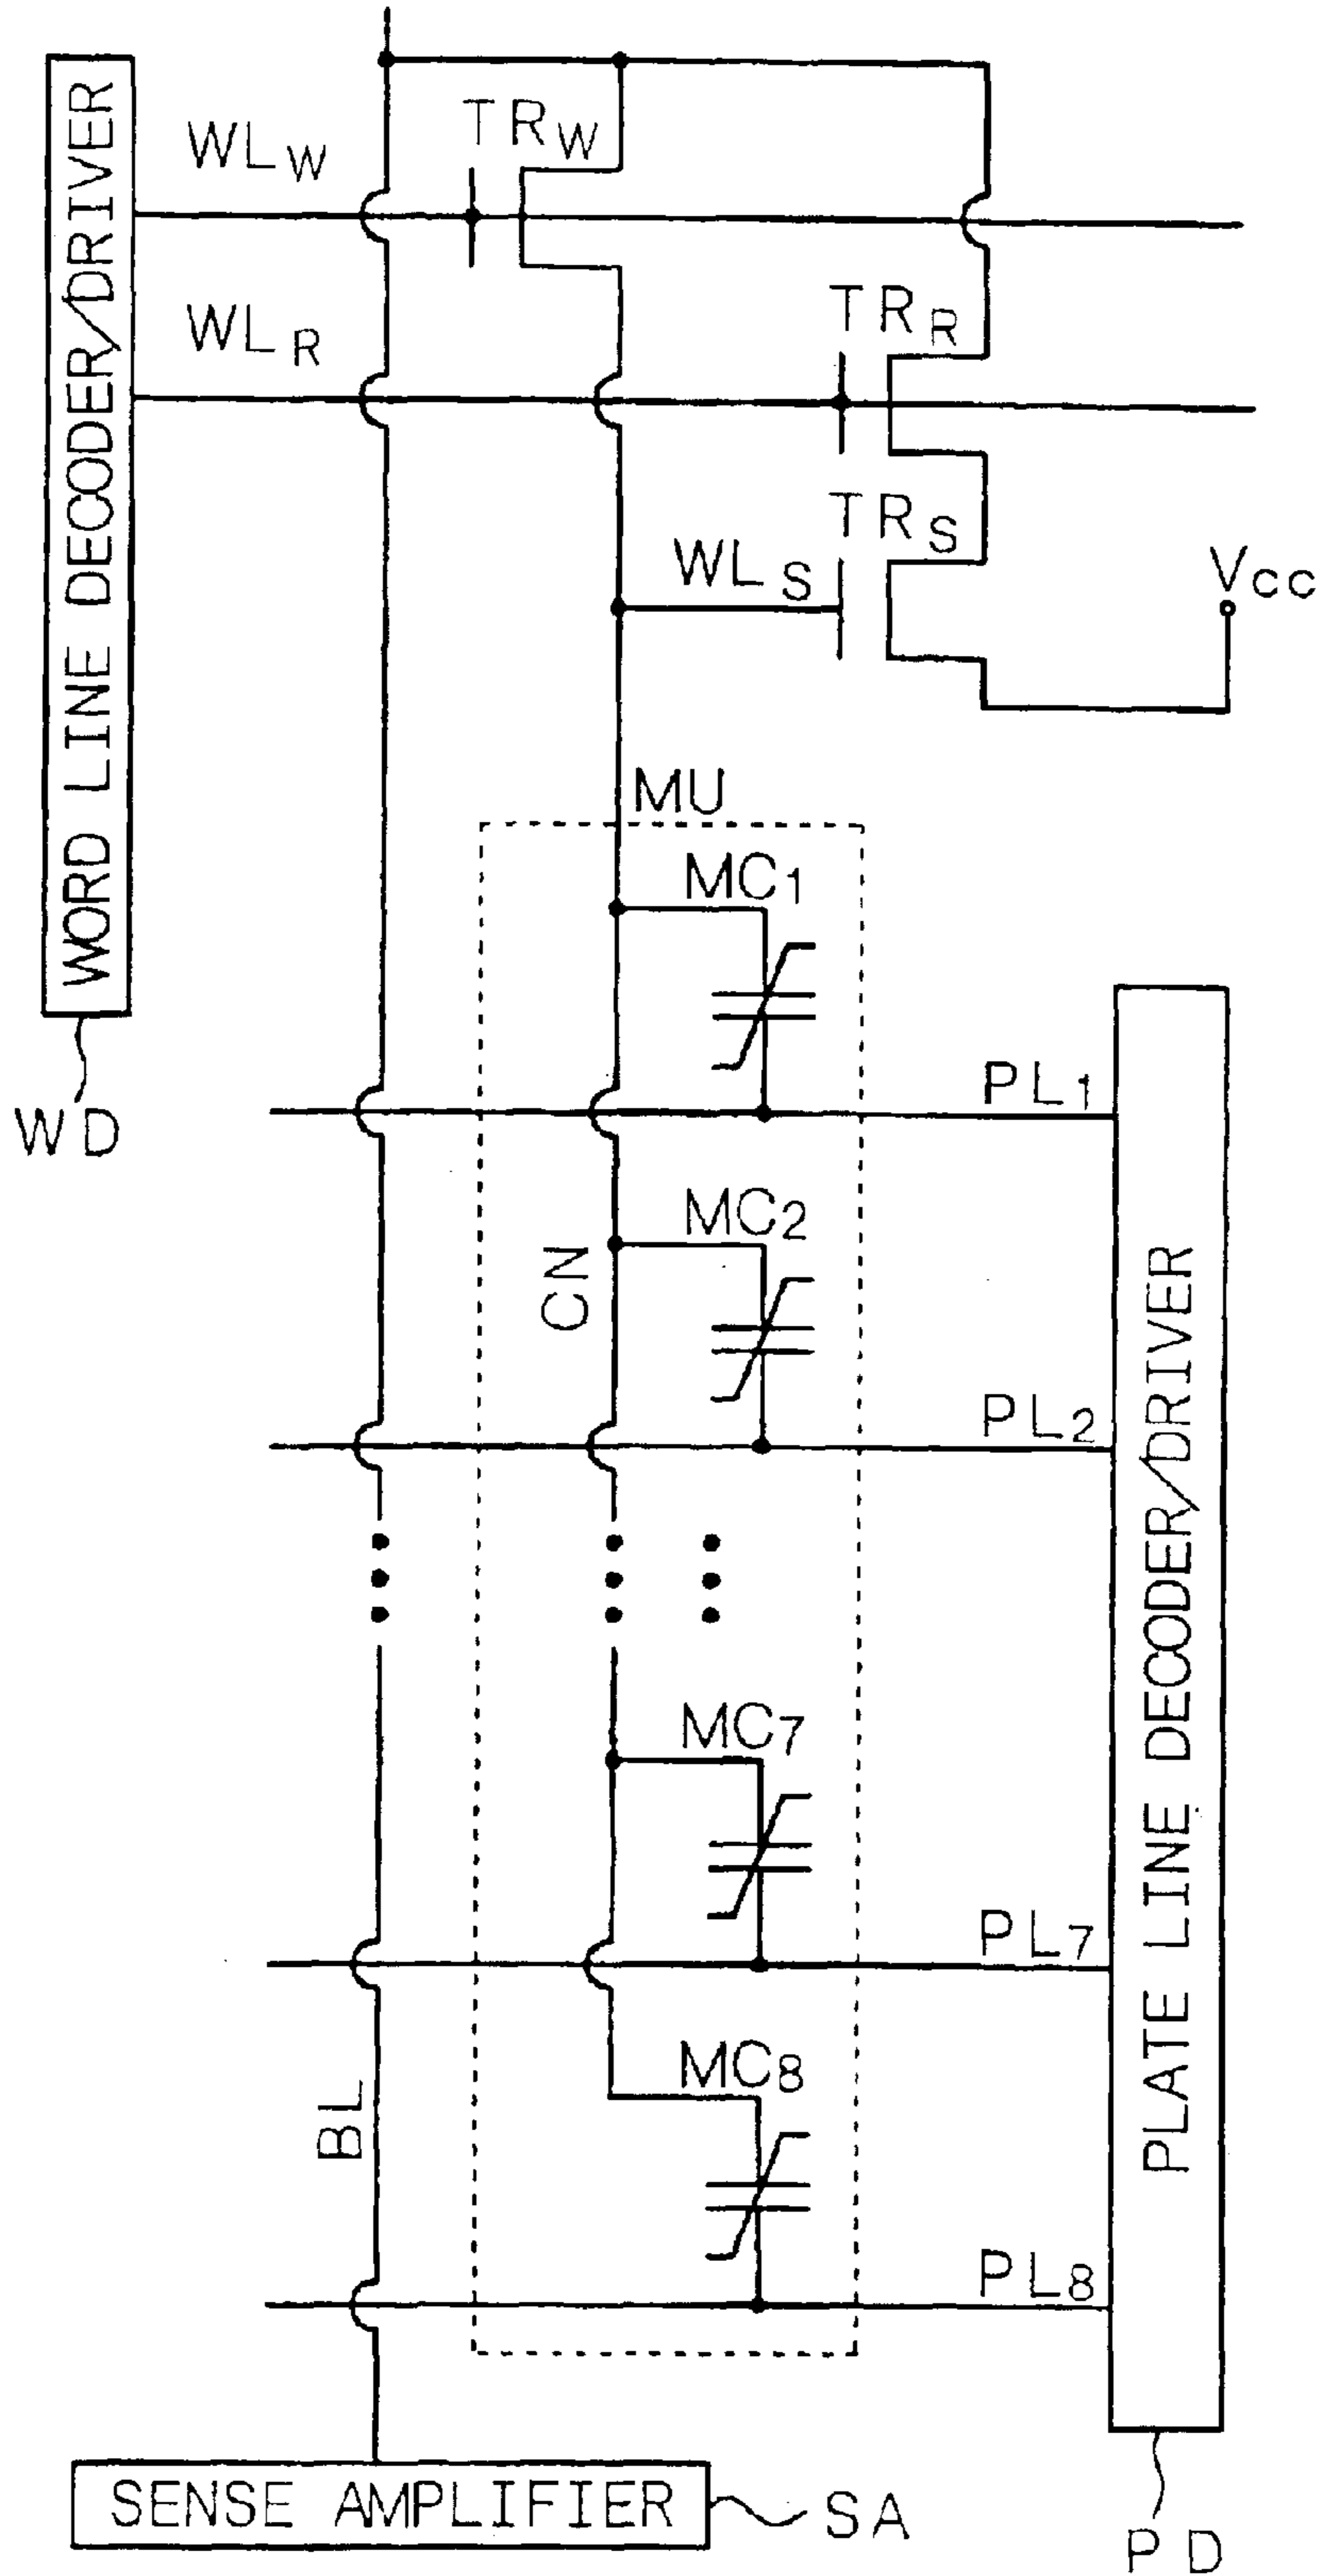 WORD LINE DECODER/DRIVER
WD
WLW
TRW
WLR
TRR
TRS
WLS
Vcc
MU
MC1
PL1
MC2
CN
PL2
MC7
PL7
MC8
BL
PL8
PLATE LINE DECODER/DRIVER
SENSE AMPLIFIER
SA
PD